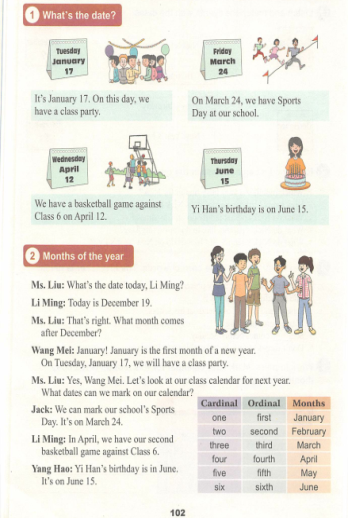 1 What's the date?
Tuesday
January
17
It's January 17. On this day, we
have a class party.
Friday
March
24
On March 24, we have Sports
Day at our school.
Wednesday
April
12
We have a basketball game against
Class 6 on April 12.
Thursday
June
15
Yi Han's birthday is on June 15.
2 Months of the year
Ms. Liu: What's the date today, Li Ming?
Li Ming: Today is December 19.
Ms. Liu: That's right. What month comes
after December?
Wang Mei: January! January is the first month of a new year.
On Tuesday, January 17, we will have a class party.
Ms. Liu: Yes, Wang Mei. Let's look at our class calendar for next year.
What dates can we mark on our calendar?
Jack: We can mark our school's Sports
Day. It's on March 24.
Li Ming: In April, we have our second
basketball game against Class 6.
Yang Hao: Yi Han's birthday is in June.
It's on June 15.
Cardinal Ordinal Months
one first January
two second February
three third March
four fourth April
five fifth May
six sixth June
102